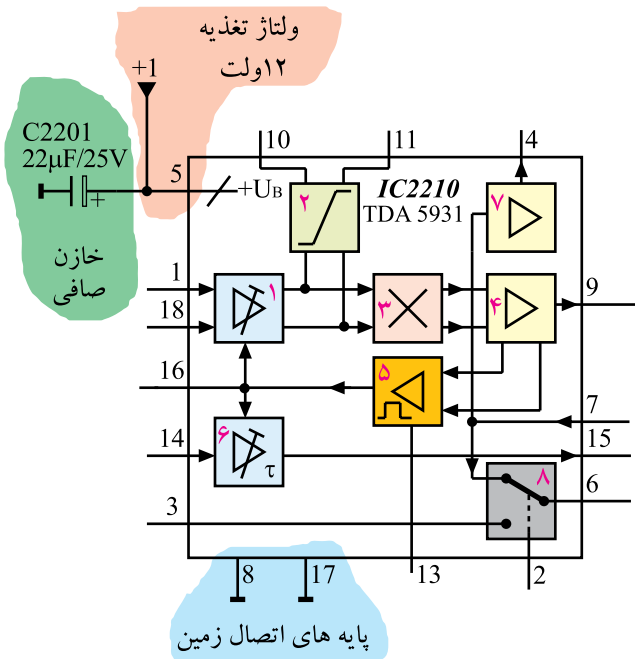 ولتاژ تغذیه
۱۲ولت
+1
C2201
22µF/25V
+
خازن
صافی
10
11
4
5
+UB
IC2210
TDA 5931
۲
۷
1
18
۱
۳
۴
9
16
۵
7
14
۶
τ
15
۸
6
3
8
17
13
2
پایه های اتصال زمین